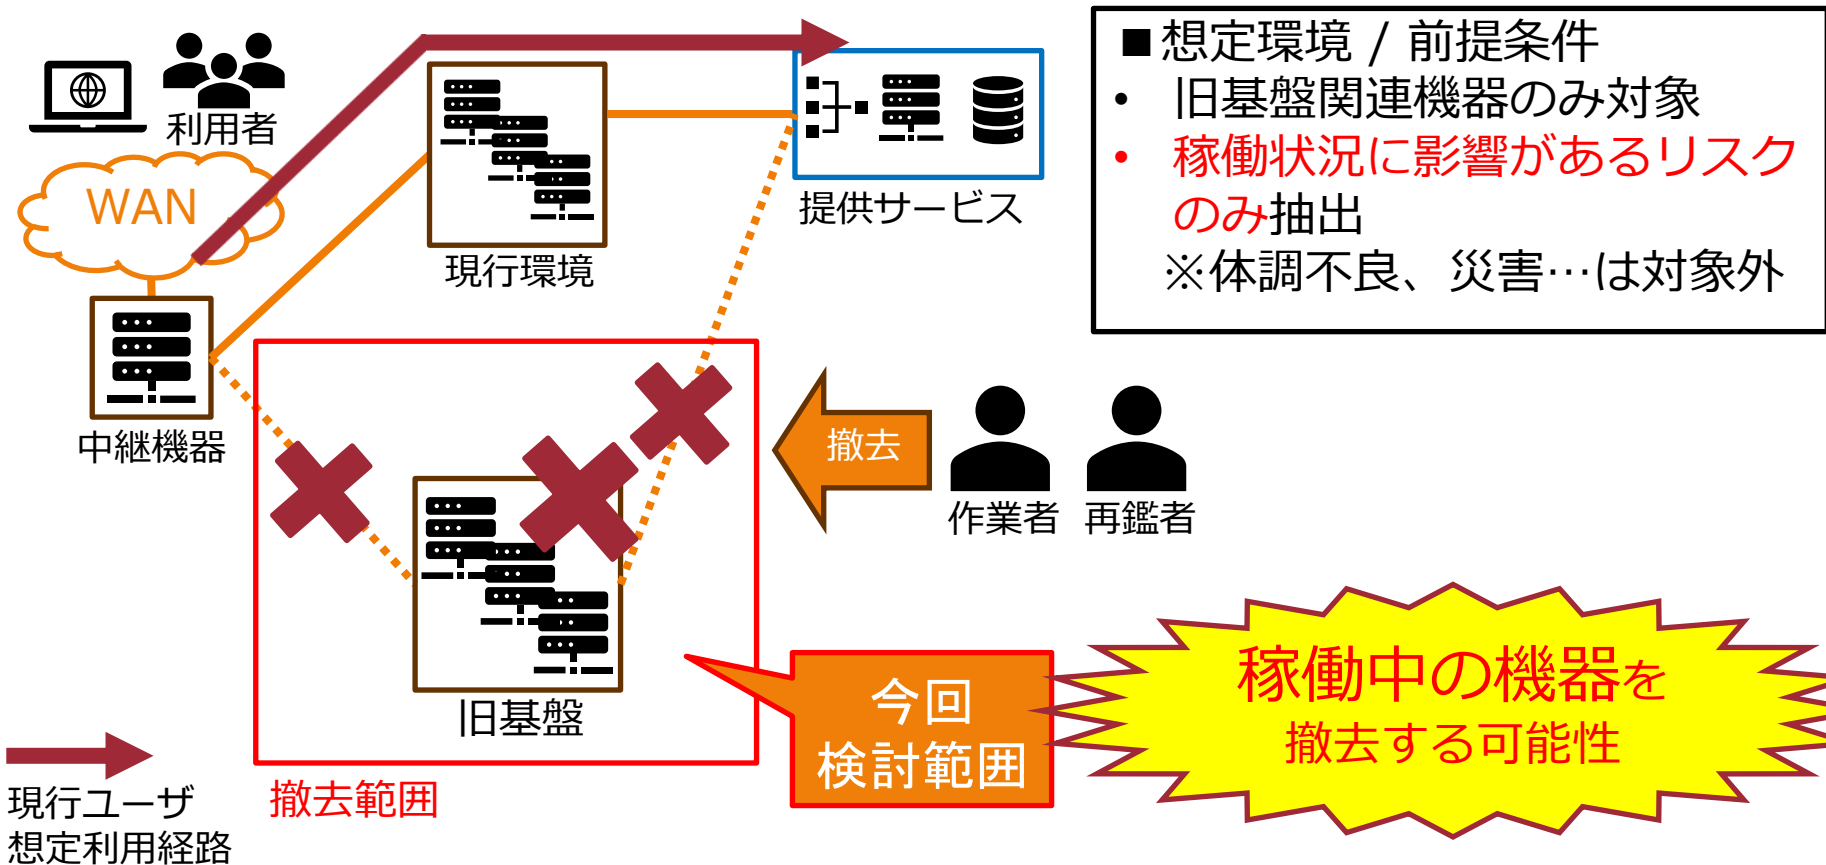 利用者
WAN
中継機器
現行環境
提供サービス
■想定環境 / 前提条件
• 旧基盤関連機器のみ対象
• 稼働状況に影響があるリスク
のみ抽出
※体調不良、災害…は対象外
撤去
作業者
再鑑者
旧基盤
撤去範囲
今回
検討範囲
稼働中の機器を
撤去する可能性
現行ユーザ
想定利用経路